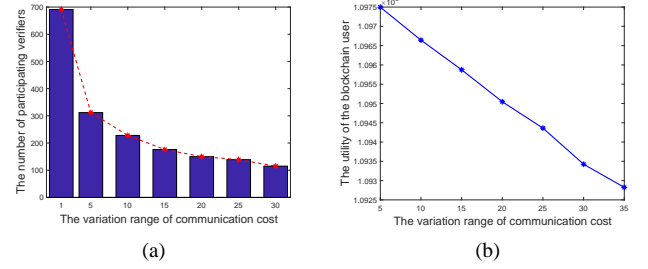 700
600
500
400
300
200
100
0
The number of participating verifiers
1 5 10 15 20 25 30
The variation range of communication cost
(a)
1.0975
1.097
1.0965
1.096
1.0955
1.095
1.0945
1.094
1.0935
1.093
1.0925
The utility of the blockchain user
5 10 15 20 25 30 35
The variation range of communication cost
(b)